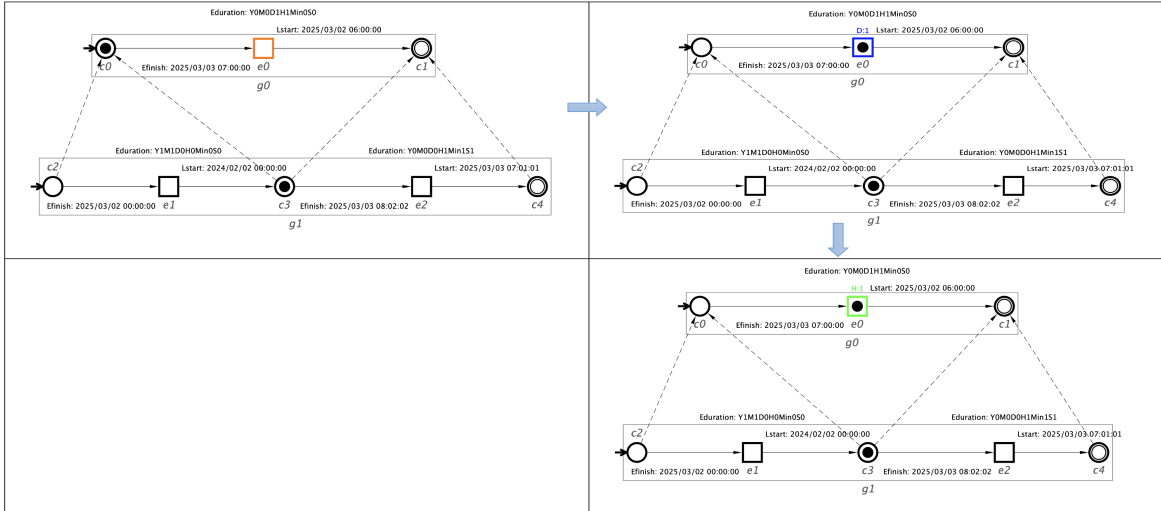 Eduration: Y0M0D1H1Min0S0
Lstart: 2025/03/02 06:00:00
c0
e0
c1
Efinish: 2025/03/03 07:00:00
g0
Eduration: Y1M1D0H0Min0S0
Eduration: Y0M0D0H1Min1S1
c2
Lstart: 2024/02/02 00:00:00
Lstart: 2025/03/03 07:01:01
e1
c3
e2
c4
Efinish: 2025/03/02 00:00:00
Efinish: 2025/03/03 08:02:02
g1
Eduration: Y0M0D1H1Min0S0
D:1
Lstart: 2025/03/02 06:00:00
c0
e0
c1
Efinish: 2025/03/03 07:00:00
g0
Eduration: Y1M1D0H0Min0S0
Eduration: Y0M0D0H1Min1S1
c2
Lstart: 2024/02/02 00:00:00
Lstart: 2025/03/03 07:01:01
e1
c3
e2
c4
Efinish: 2025/03/02 00:00:00
Efinish: 2025/03/03 08:02:02
g1
Eduration: Y0M0D1H1Min0S0
H:1
Lstart: 2025/03/02 06:00:00
c0
e0
c1
Efinish: 2025/03/03 07:00:00
g0
Eduration: Y1M1D0H0Min0S0
Eduration: Y0M0D0H1Min1S1
c2
Lstart: 2024/02/02 00:00:00
Lstart: 2025/03/03 07:01:01
e1
c3
e2
c4
Efinish: 2025/03/02 00:00:00
Efinish: 2025/03/03 08:02:02
g1